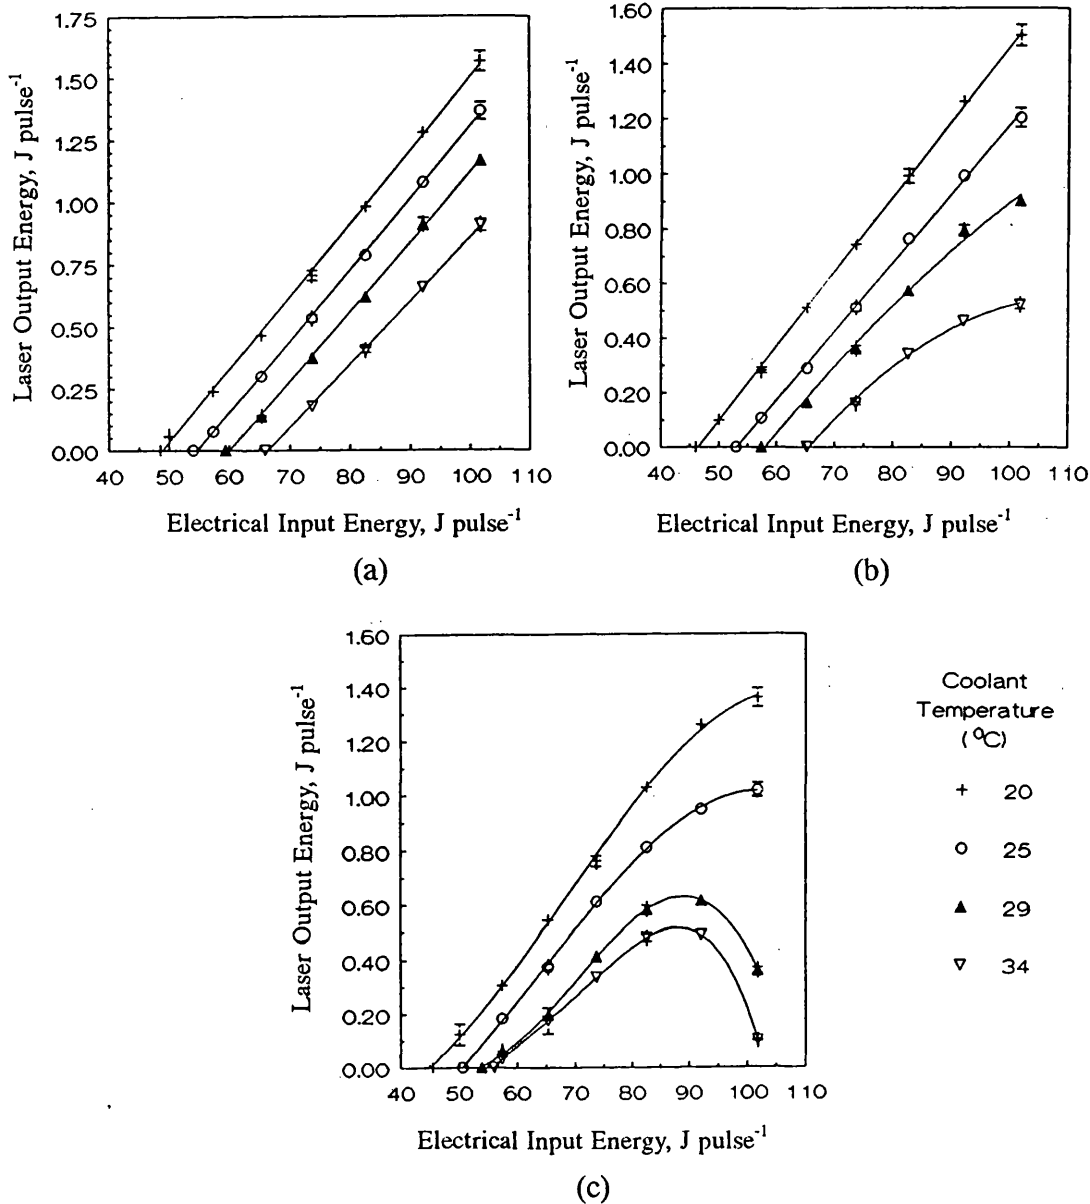 1.75
1.50
1.25
1.00
0.75
0.50
0.25
0.00
Laser Output Energy, J pulse⁻¹
40 50 60 70 80 90 100 110
Electrical Input Energy, J pulse⁻¹
(a)
1.60
1.40
1.20
1.00
0.80
0.60
0.40
0.20
0.00
Laser Output Energy, J pulse⁻¹
40 50 60 70 80 90 100 110
Electrical Input Energy, J pulse⁻¹
(b)
1.60
1.40
1.20
1.00
0.80
0.60
0.40
0.20
0.00
Laser Output Energy, J pulse⁻¹
40 50 60 70 80 90 100 110
Electrical Input Energy, J pulse⁻¹
(c)
Coolant
Temperature
(⁰C)
20
25
29
34